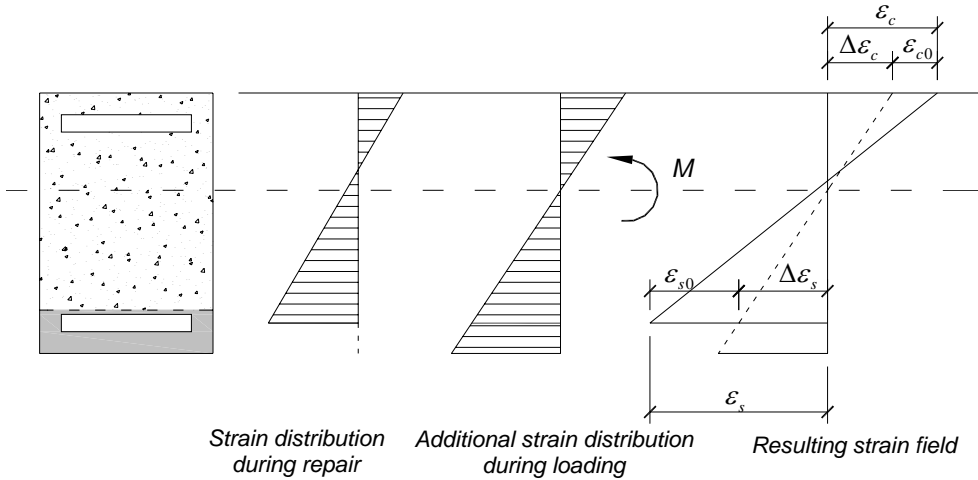 ε_c
Δε_c ε_c0
M
ε_s0 Δε_s
ε_s
Strain distribution
during repair
Additional strain distribution
during loading
Resulting strain field